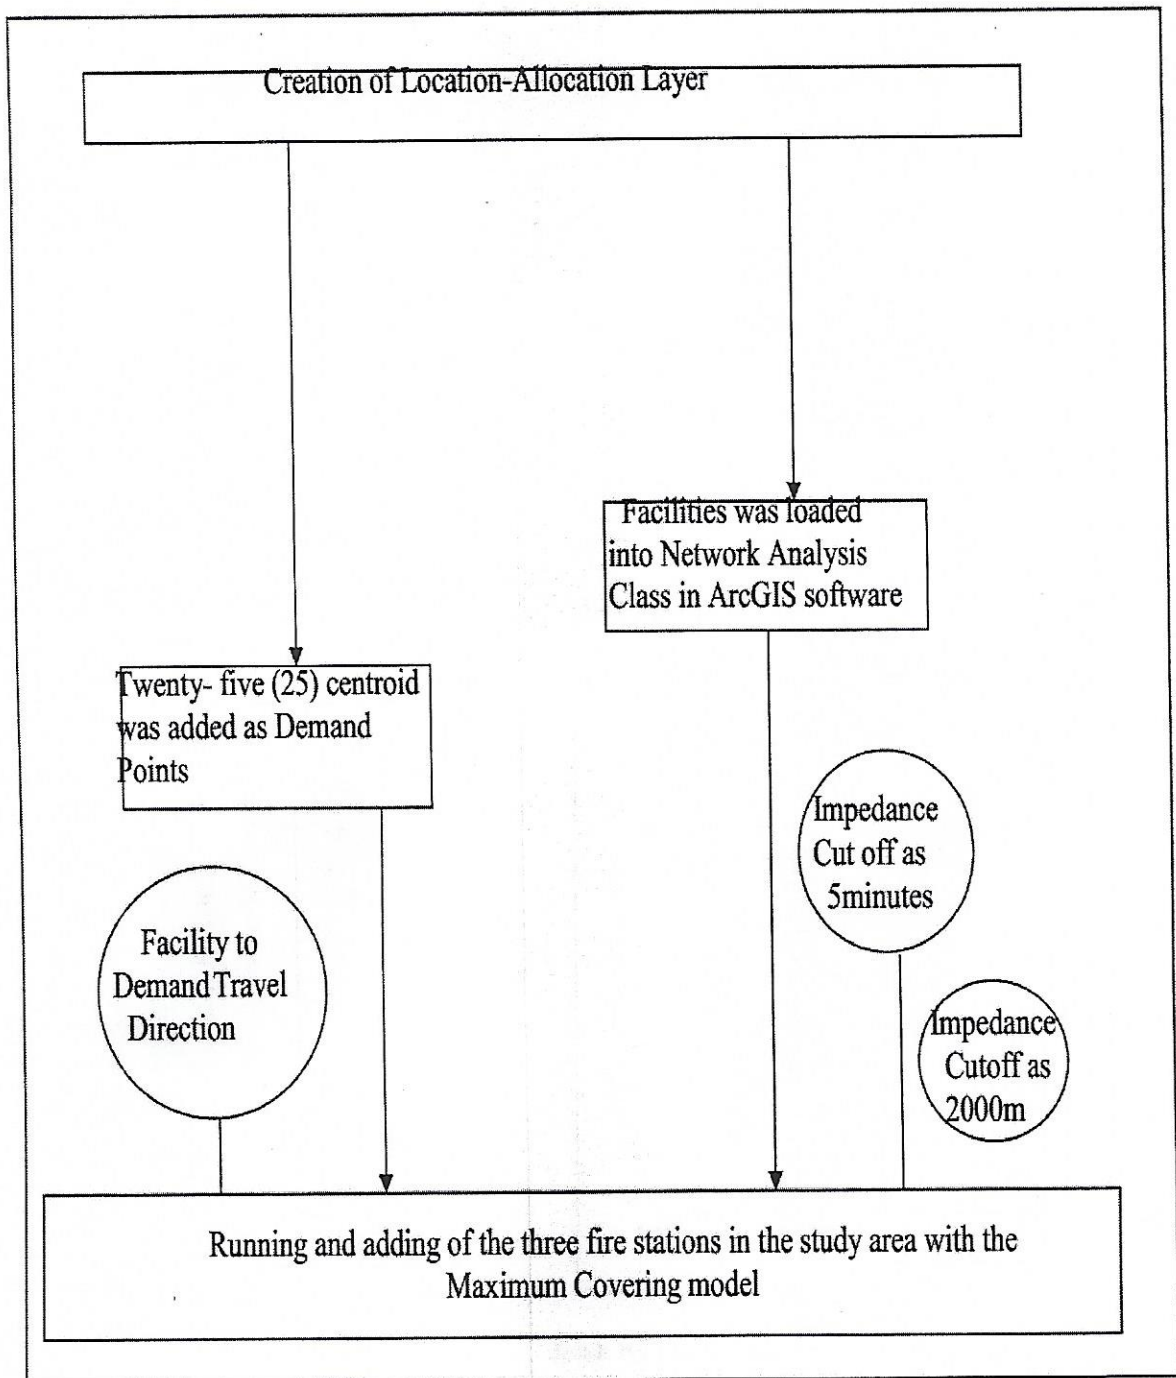 Creation of Location-Allocation Layer
Facilities was loaded
into Network Analysis
Class in ArcGIS software
Twenty- five (25) centroid
was added as Demand
Points
Impedance
Cut off as
5minutes
Facility to
Demand Travel
Direction
Impedance
Cutoff as
2000m
Running and adding of the three fire stations in the study area with the
Maximum Covering model